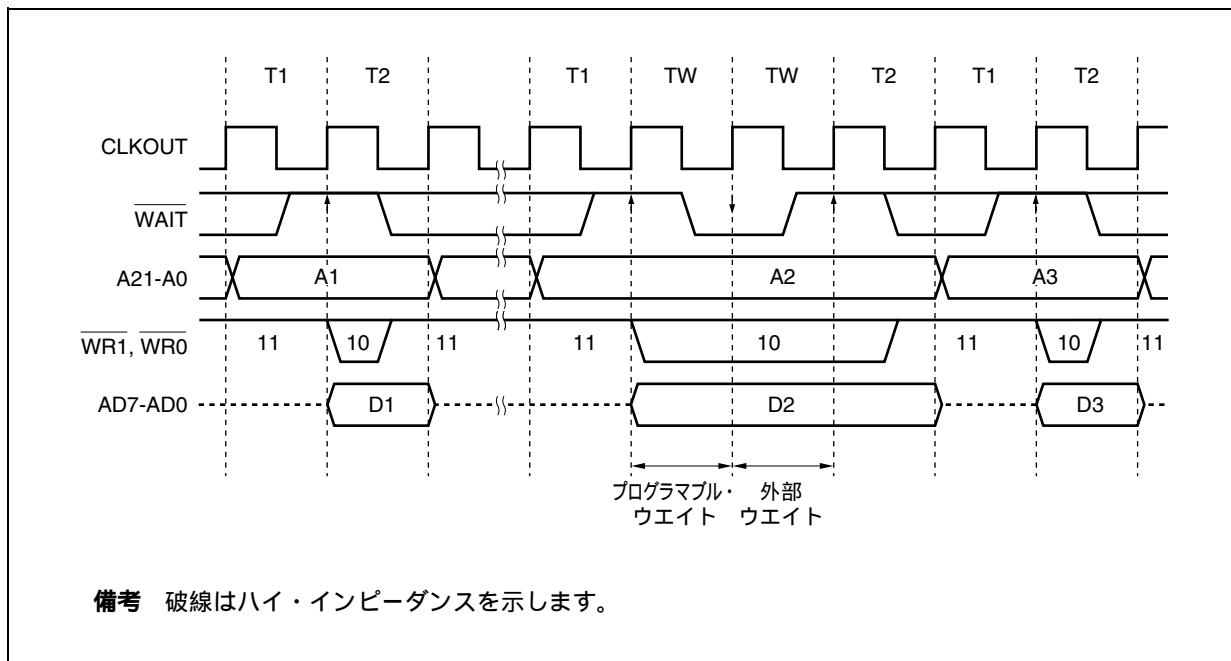 T1 T2 T1 TW TW T2 T1 T2
CLKOUT
WAIT
A21-A0 A1 A2 A3
WR1, WR0 11 10 11 11 10 11 10 11
AD7-AD0 D1 D2 D3
プログラマブル・ 外部
ウエイト ウエイト
備考 破線はハイ・インピーダンスを示します。